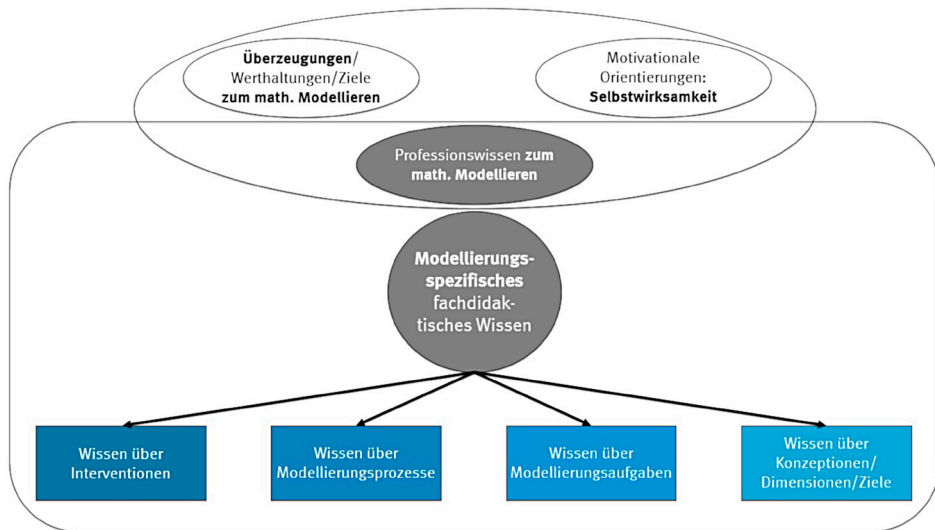 Überzeugungen/
Werthaltungen/Ziele
zum math. Modellieren
Motivationale
Orientierungen:
Selbstwirksamkeit
Professionswissen zum
math. Modellieren
Modellierungs-
spezifisches
fachdidak-
tisches Wissen
Wissen über
Interventionen
Wissen über
Modellierungsprozesse
Wissen über
Modellierungsaufgaben
Wissen über
Konzeptionen/
Dimensionen/Ziele